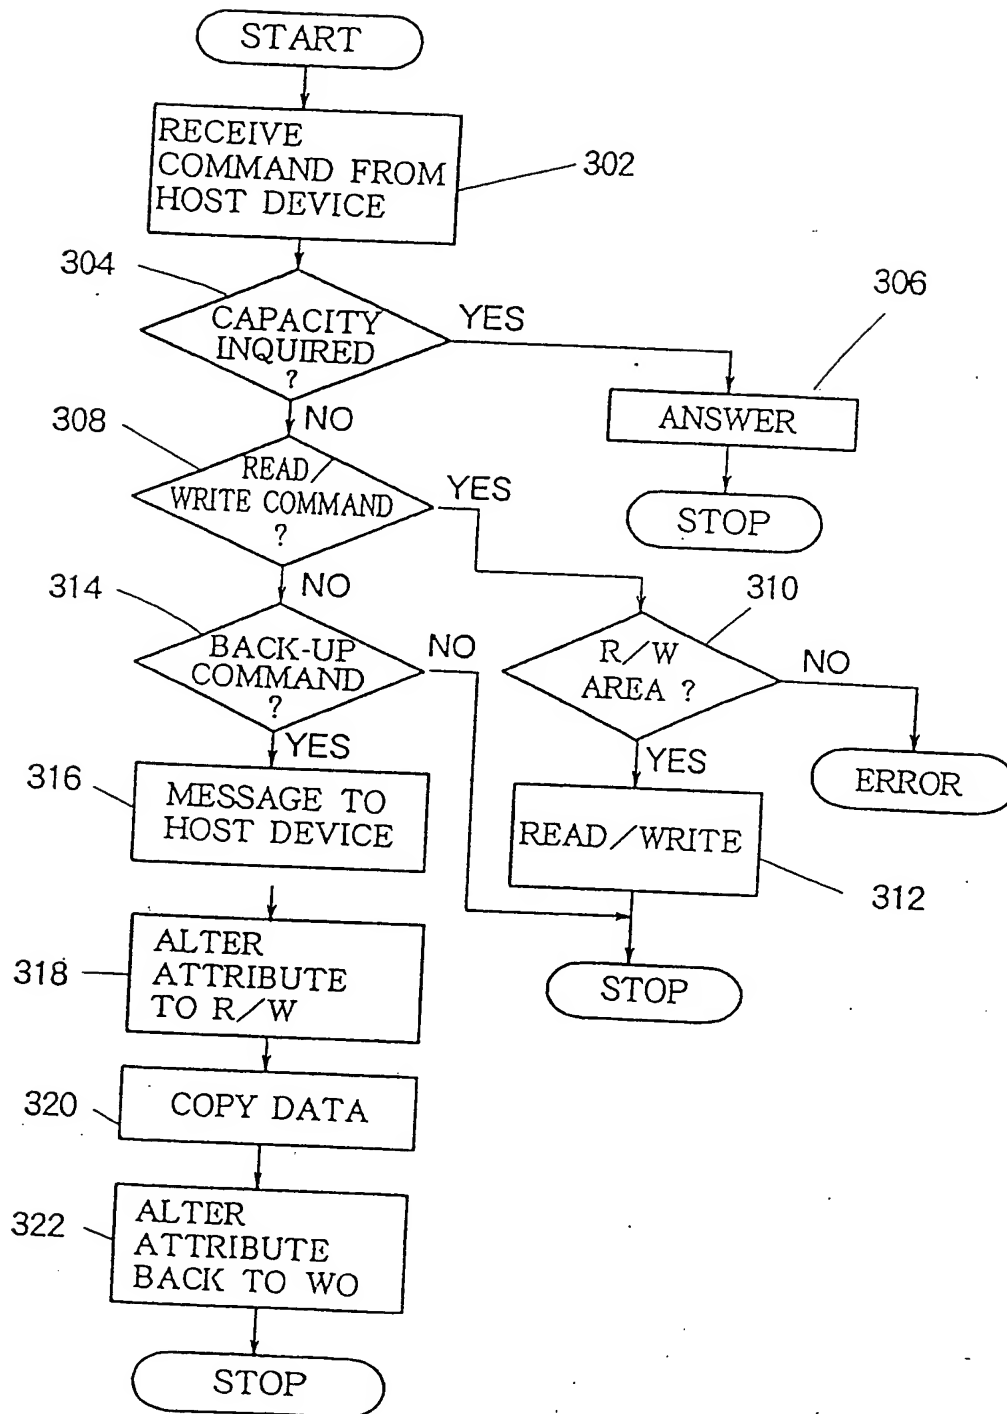 START
RECEIVE
COMMAND FROM
HOST DEVICE
302
304
CAPACITY
INQUIRED
?
YES
306
ANSWER
NO
308
READ/
WRITE COMMAND
?
YES
STOP
NO
314
BACK-UP
COMMAND
?
NO
310
R/W
AREA ?
NO
YES
YES
ERROR
316
MESSAGE TO
HOST DEVICE
READ/WRITE
312
318
ALTER
ATTRIBUTE
TO R/W
STOP
320
COPY DATA
322
ALTER
ATTRIBUTE
BACK TO WO
STOP